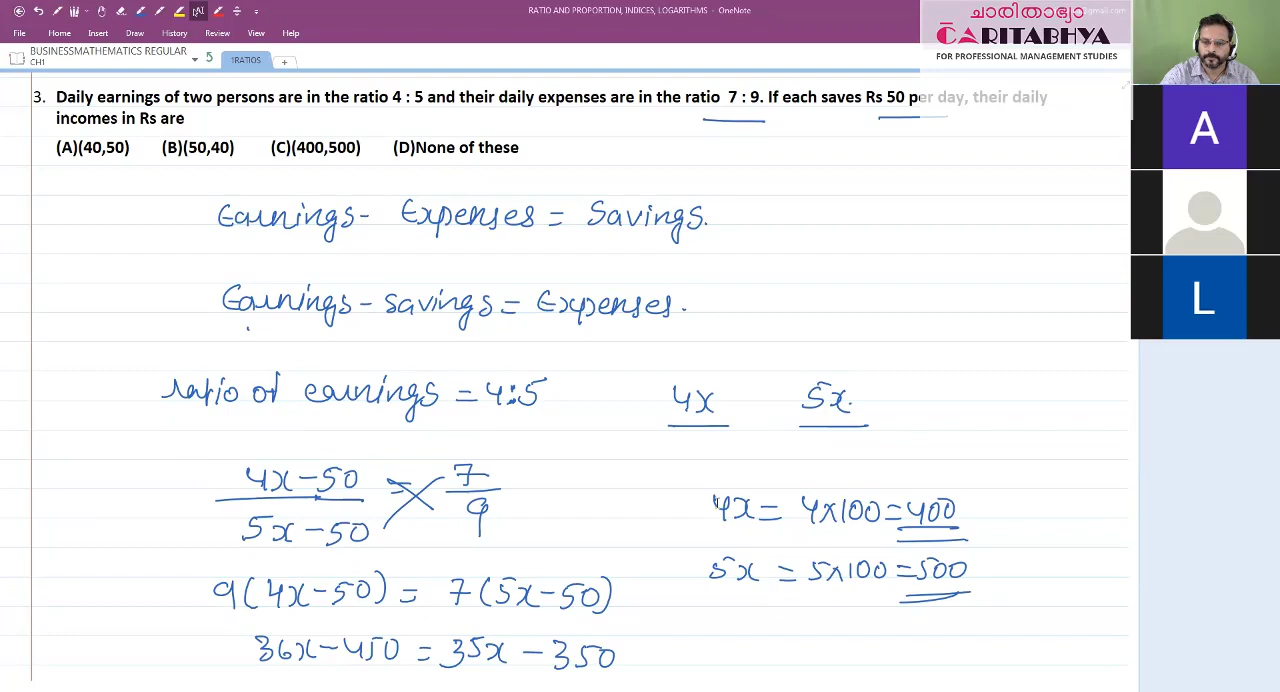 RATIO AND PROPORTION, INDICES, LOGARITHMS - OneNote
File Home Insert Draw History Review View Help
BUSINESSMATHEMATICS REGULAR
CH1
5
1RATIOS
ചാരിതാഭ്യാ
@gmail.com
CARITABHYA
FOR PROFESSIONAL MANAGEMENT STUDIES
3. Daily earnings of two persons are in the ratio 4 : 5 and their daily expenses are in the ratio 7 : 9. If each saves Rs 50 per day, their daily
incomes in Rs are
(A)(40,50) (B)(50,40) (C)(400,500) (D)None of these
Earnings- Expenses = Savings.
Earnings - Savings = Expenses.
ratio of earnings = 4:5 4x 5x.
4x - 50 = 7
5x - 50 9
4x = 4x100 = 400
5x = 5x100 = 500
9(4x-50) = 7(5x-50)
36x - 450 = 35x - 350
A
L